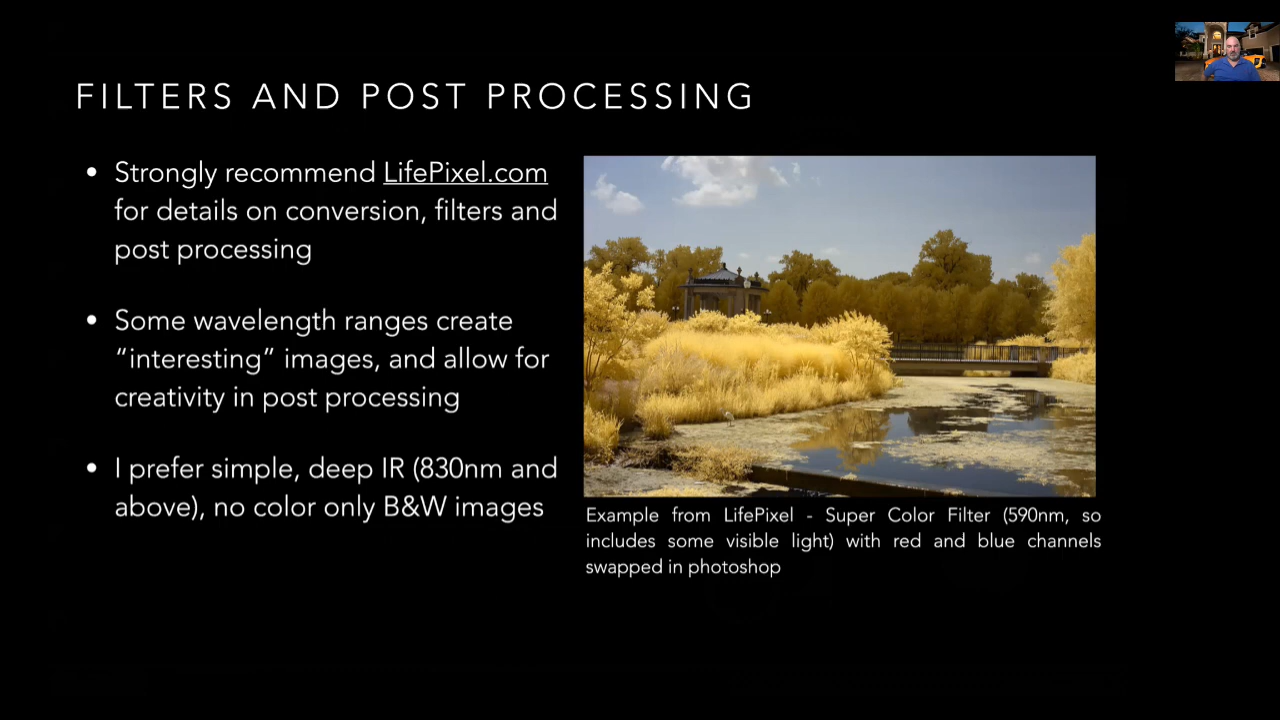 FILTERS AND POST PROCESSING
• Strongly recommend LifePixel.com
for details on conversion, filters and
post processing
• Some wavelength ranges create
“interesting” images, and allow for
creativity in post processing
• I prefer simple, deep IR (830nm and
above), no color only B&W images
Example from LifePixel - Super Color Filter (590nm, so
includes some visible light) with red and blue channels
swapped in photoshop